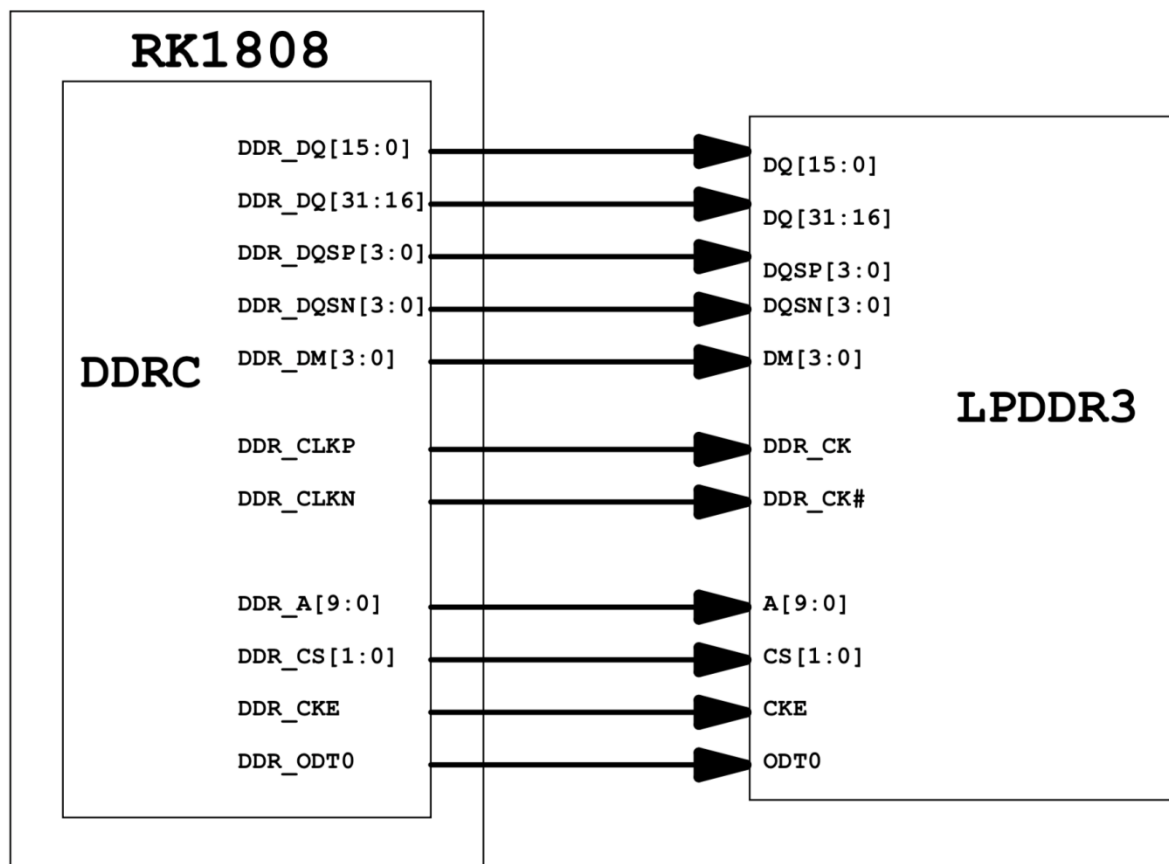 RK1808
DDR_DQ[15:0]
DQ[15:0]
DDR_DQ[31:16]
DQ[31:16]
DDR_DQSP[3:0]
DQSP[3:0]
DDR_DQSN[3:0]
DQSN[3:0]
DDR_DM[3:0]
DM[3:0]
DDRC
LPDDR3
DDR_CLKP
DDR_CK
DDR_CLKN
DDR_CK#
DDR_A[9:0]
A[9:0]
DDR_CS[1:0]
CS[1:0]
DDR_CKE
CKE
DDR_ODT0
ODT0